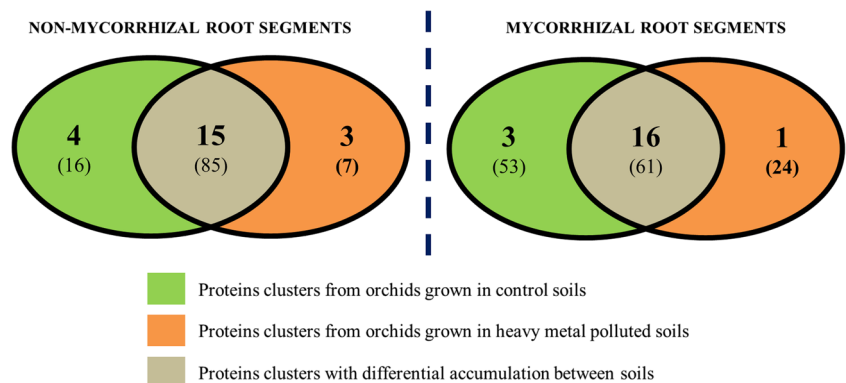 NON-MYCORRHIZAL ROOT SEGMENTS
4
(16)
15
(85)
3
(7)
MYCORRHIZAL ROOT SEGMENTS
3
(53)
16
(61)
1
(24)
Proteins clusters from orchids grown in control soils
Proteins clusters from orchids grown in heavy metal polluted soils
Proteins clusters with differential accumulation between soils